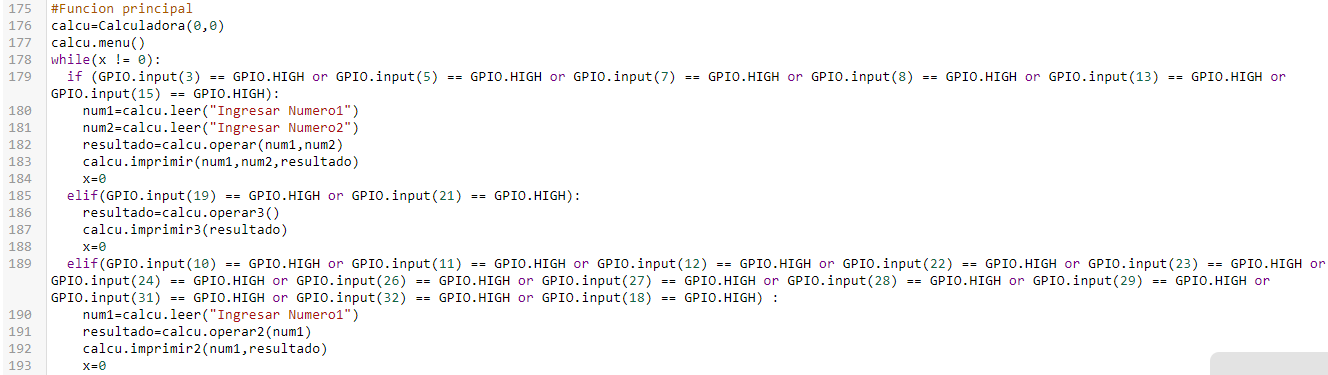 175 #Funcion principal
176 calcu=Calculadora(0,0)
177 calcu.menu()
178 while(x != 0):
179   if (GPIO.input(3) == GPIO.HIGH or GPIO.input(5) == GPIO.HIGH or GPIO.input(7) == GPIO.HIGH or GPIO.input(8) == GPIO.HIGH or GPIO.input(13) == GPIO.HIGH or
GPIO.input(15) == GPIO.HIGH):
180     num1=calcu.leer("Ingresar Numero1")
181     num2=calcu.leer("Ingresar Numero2")
182     resultado=calcu.operar(num1,num2)
183     calcu.imprimir(num1,num2,resultado)
184     x=0
185   elif(GPIO.input(19) == GPIO.HIGH or GPIO.input(21) == GPIO.HIGH):
186     resultado=calcu.operar3()
187     calcu.imprimir3(resultado)
188     x=0
189   elif(GPIO.input(10) == GPIO.HIGH or GPIO.input(11) == GPIO.HIGH or GPIO.input(12) == GPIO.HIGH or GPIO.input(22) == GPIO.HIGH or GPIO.input(23) == GPIO.HIGH or
GPIO.input(24) == GPIO.HIGH or GPIO.input(26) == GPIO.HIGH or GPIO.input(27) == GPIO.HIGH or GPIO.input(28) == GPIO.HIGH or GPIO.input(29) == GPIO.HIGH or
GPIO.input(31) == GPIO.HIGH or GPIO.input(32) == GPIO.HIGH or GPIO.input(18) == GPIO.HIGH) :
190     num1=calcu.leer("Ingresar Numero1")
191     resultado=calcu.operar2(num1)
192     calcu.imprimir2(num1,resultado)
193     x=0